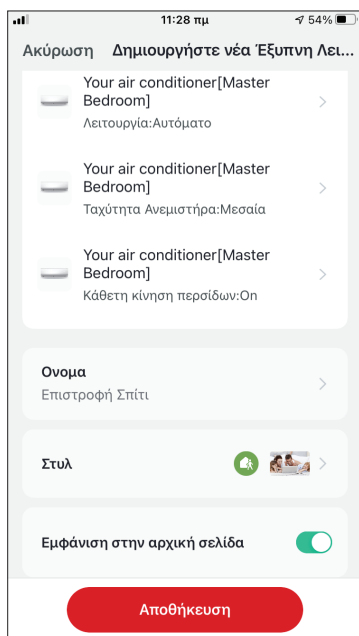 11:28 πμ
54%
Ακύρωση Δημιουργήστε νέα Έξυπνη Λει...
Your air conditioner[Master
Bedroom]
Λειτουργία:Αυτόματο
Your air conditioner[Master
Bedroom]
Ταχύτητα Ανεμιστήρα:Μεσαία
Your air conditioner[Master
Bedroom]
Κάθετη κίνηση περσίδων:On
Ονομα
Επιστροφή Σπίτι
Στυλ
Εμφάνιση στην αρχική σελίδα
Αποθήκευση